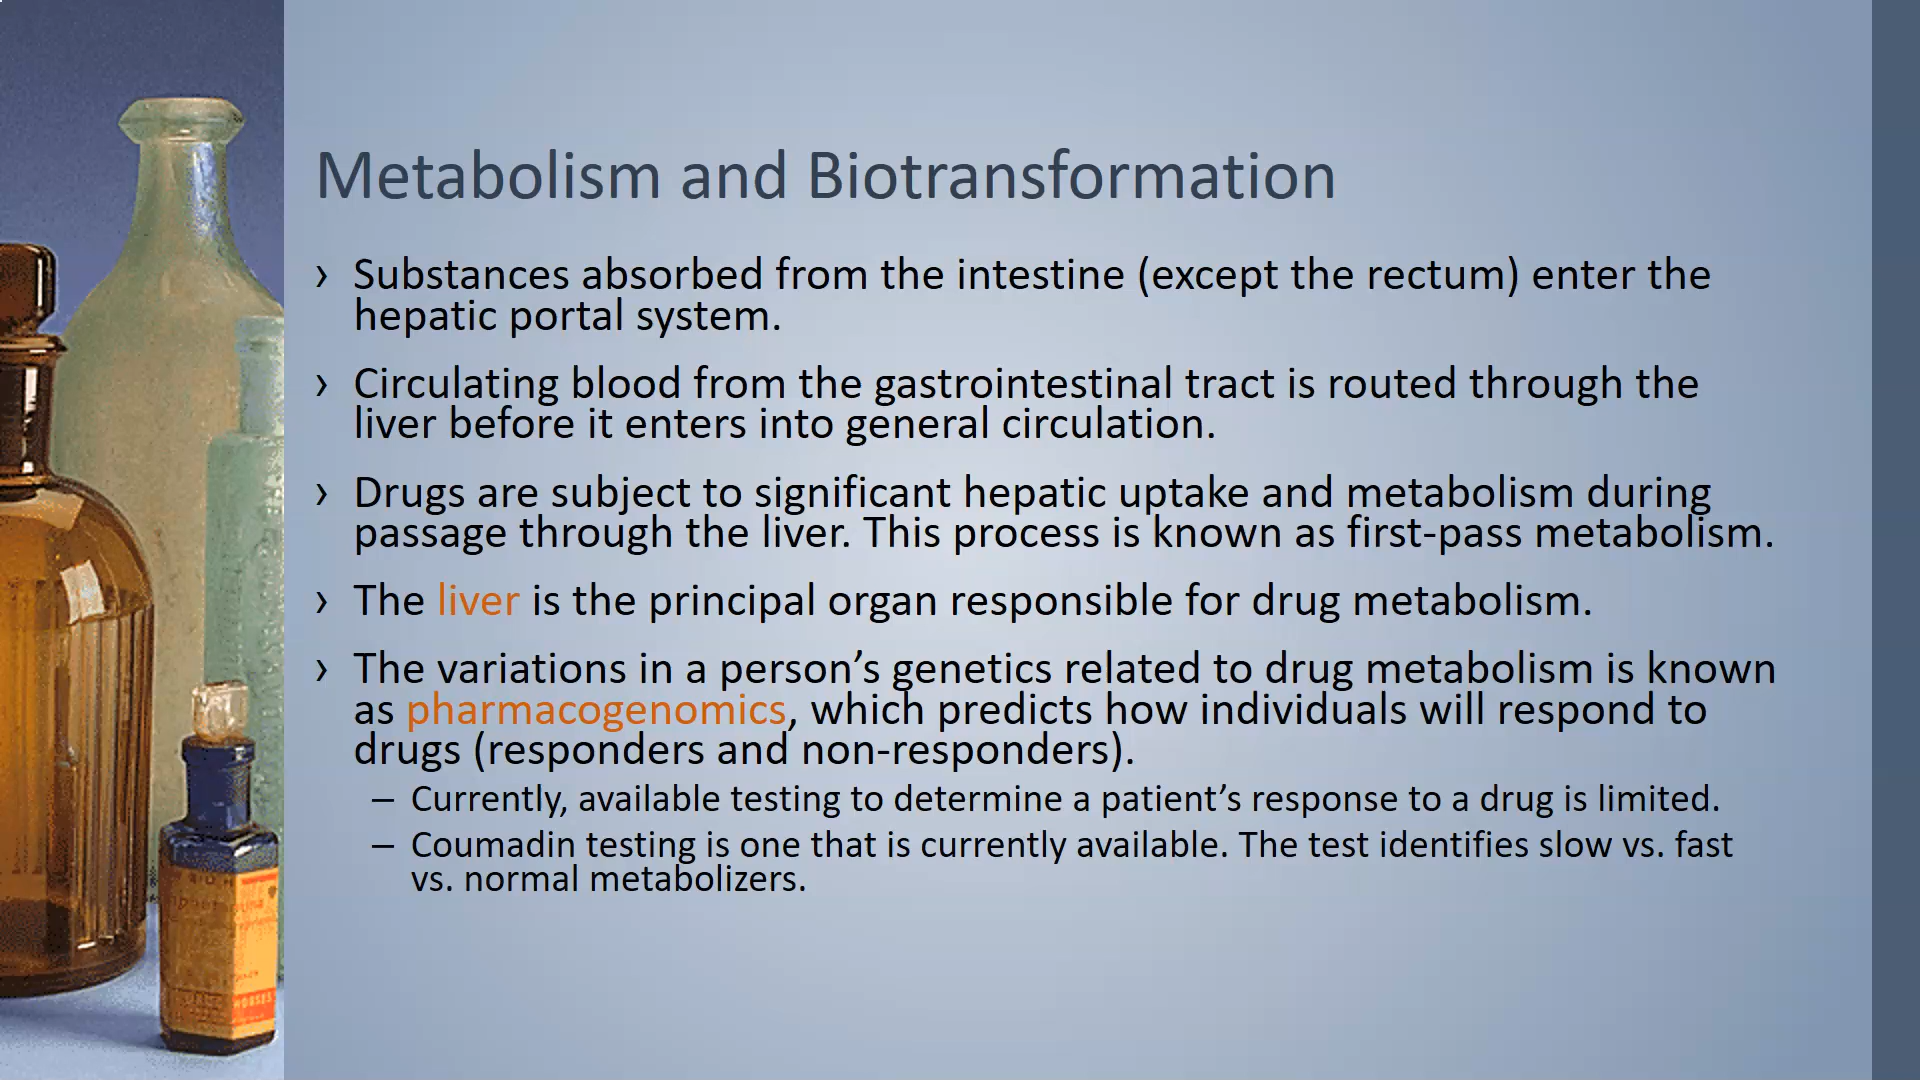 Metabolism and Biotransformation
› Substances absorbed from the intestine (except the rectum) enter the
hepatic portal system.
› Circulating blood from the gastrointestinal tract is routed through the
liver before it enters into general circulation.
› Drugs are subject to significant hepatic uptake and metabolism during
passage through the liver. This process is known as first-pass metabolism.
› The liver is the principal organ responsible for drug metabolism.
› The variations in a person’s genetics related to drug metabolism is known
as pharmacogenomics, which predicts how individuals will respond to
drugs (responders and non-responders).
– Currently, available testing to determine a patient’s response to a drug is limited.
– Coumadin testing is one that is currently available. The test identifies slow vs. fast
vs. normal metabolizers.